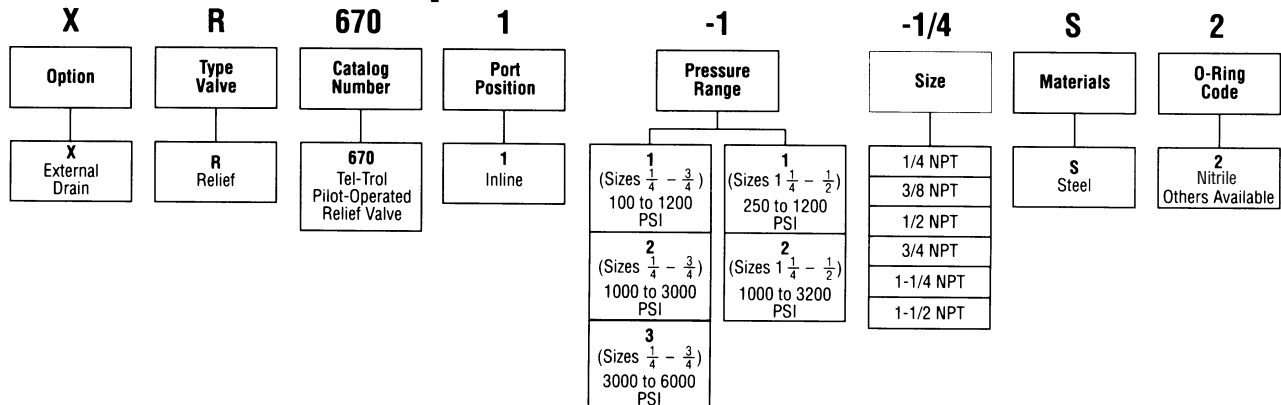 X R 670 1 -1 -1/4 S 2
Option
Type
Valve
Catalog
Number
Port
Position
Pressure
Range
Size
Materials
O-Ring
Code
X
External
Drain
R
Relief
670
Tel-Trol
Pilot-Operated
Relief Valve
1
Inline
1
(Sizes 1/4 – 3/4)
100 to 1200
PSI
2
(Sizes 1/4 – 3/4)
1000 to 3000
PSI
3
(Sizes 1/4 – 3/4)
3000 to 6000
PSI
1
(Sizes 1 1/4 – 1/2)
250 to 1200
PSI
2
(Sizes 1 1/4 – 1/2)
1000 to 3200
PSI
1/4 NPT
3/8 NPT
1/2 NPT
3/4 NPT
1-1/4 NPT
1-1/2 NPT
S
Steel
2
Nitrile
Others Available